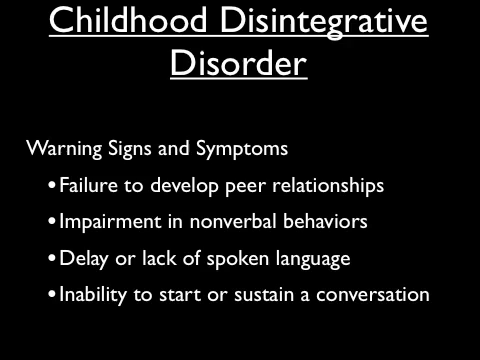 Childhood Disintegrative
Disorder
Warning Signs and Symptoms
•Failure to develop peer relationships
•Impairment in nonverbal behaviors
•Delay or lack of spoken language
•Inability to start or sustain a conversation